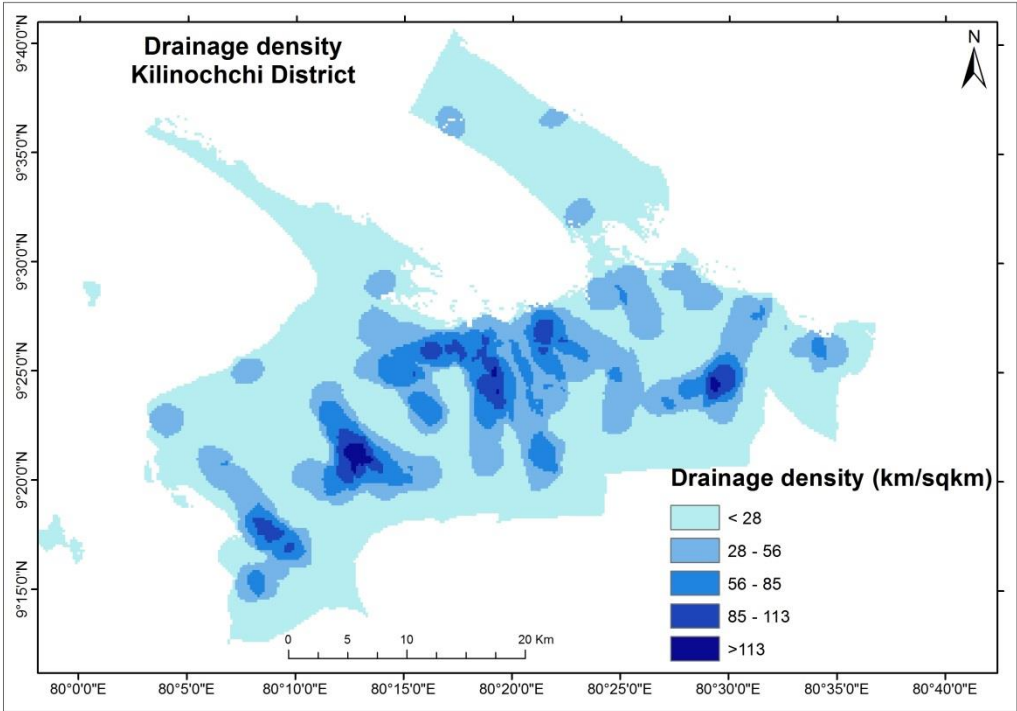 Drainage density
Kilinochchi District
N
9°40'0"N
9°35'0"N
9°30'0"N
9°25'0"N
9°20'0"N
9°15'0"N
Drainage density (km/sqkm)
< 28
28 - 56
56 - 85
85 - 113
>113
0 5 10 20 Km
80°0'0"E 80°5'0"E 80°10'0"E 80°15'0"E 80°20'0"E 80°25'0"E 80°30'0"E 80°35'0"E 80°40'0"E